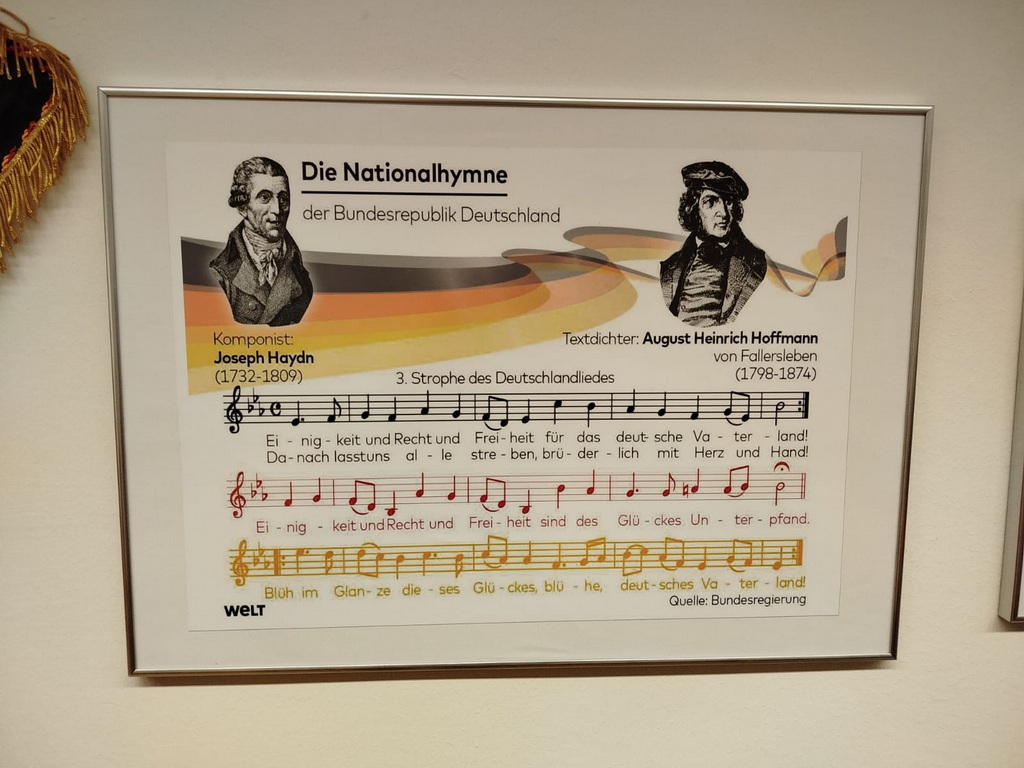 Die Nationalhymne
der Bundesrepublik Deutschland
Komponist:
Joseph Haydn
(1732-1809)
Textdichter: August Heinrich Hoffmann
von Fallersleben
(1798-1874)
3. Strophe des Deutschlandliedes
Ei - nig - keit und Recht und Frei - heit für das deut - sche Va - ter - land!
Da - nach lasst uns al - le stre - ben, brü - der - lich mit Herz und Hand!
Ei - nig - keit und Recht und Frei - heit sind des Glü - ckes Un - ter - pfand.
Blüh im Glan - ze die - ses Glü - ckes, blü - he, deut - sches Va - ter - land!
WELT
Quelle: Bundesregierung